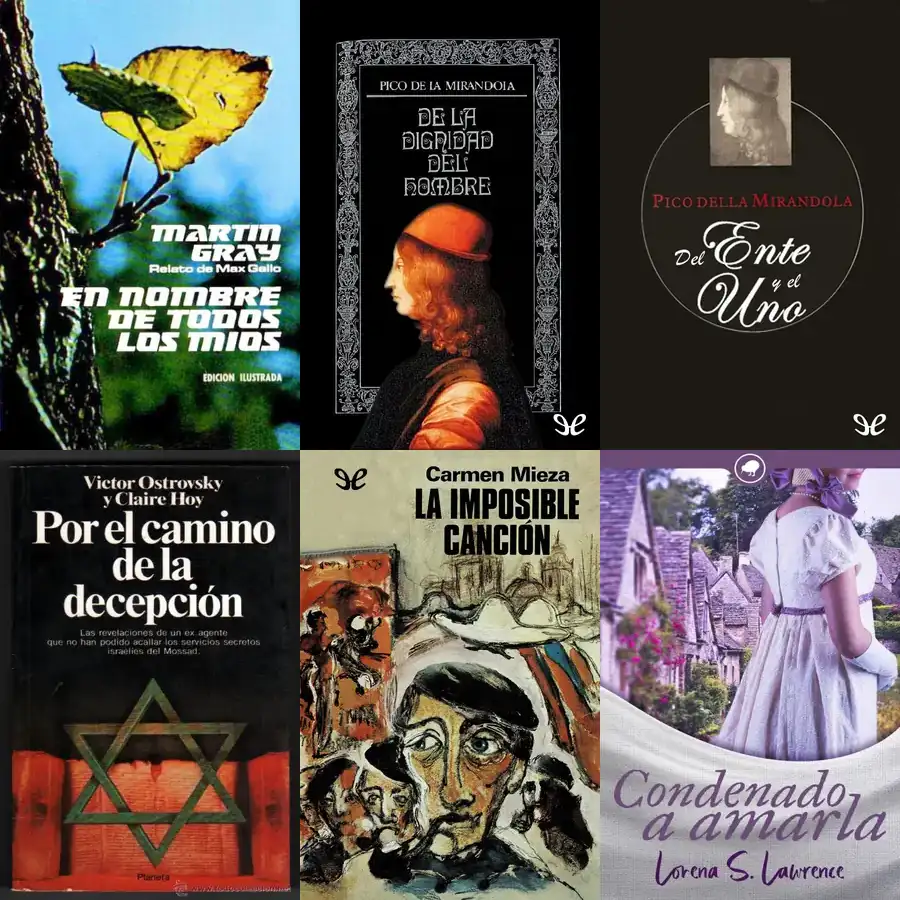 MARTIN
GRAY
Relato de Max Gallo
EN NOMBRE
DE TODOS
LOS MIOS
EDICION ILUSTRADA
PICO DE LA MIRANDOLA
DE LA
DIGNIDAD
DEL
HOMBRE
PICO DELLA MIRANDOLA
Del Ente
y el
Uno
Victor Ostrovsky
y Claire Hoy
Por el camino
de la
decepción
Las revelaciones de un ex agente
que no han podido acallar los servicios secretos
israelíes del Mossad.
Planeta
www.todocoleccion.net
Carmen Mieza
LA IMPOSIBLE
CANCIÓN
Condenado
a amarla
Lorena S. Lawrence